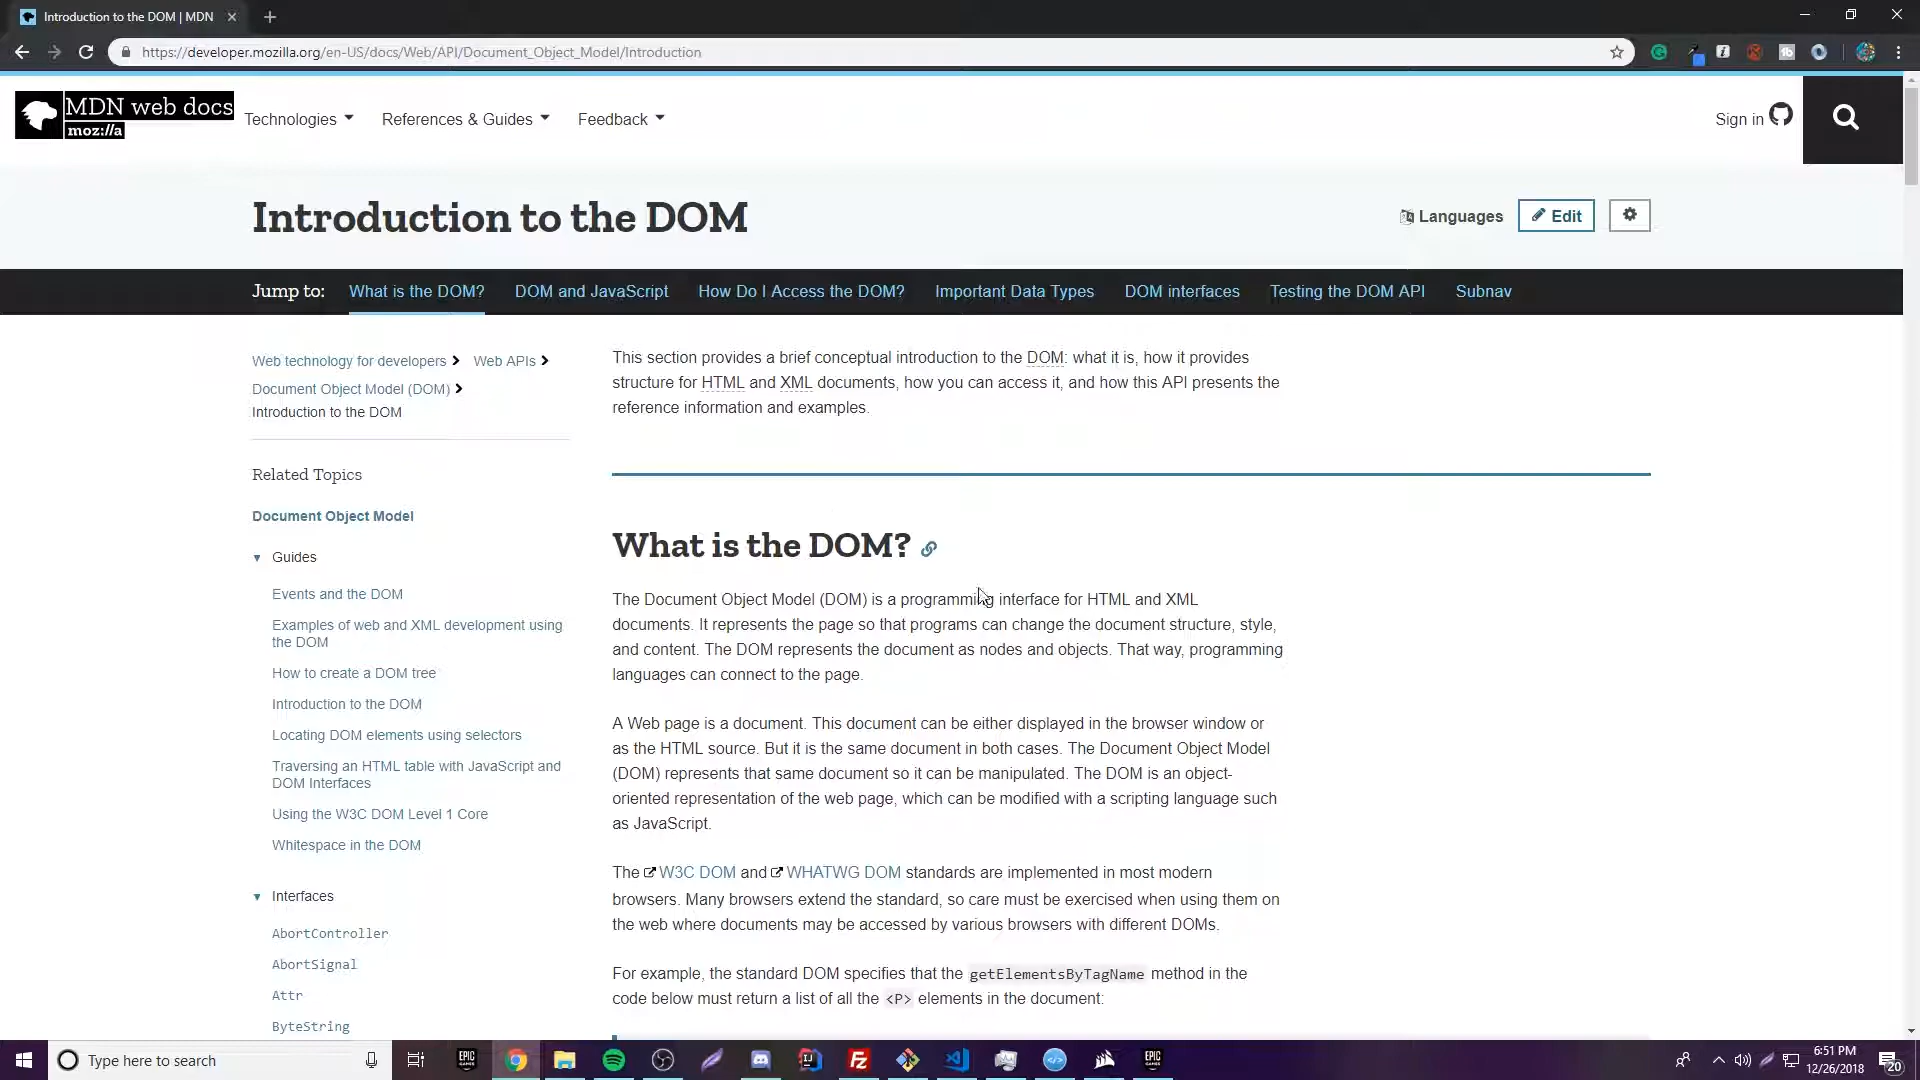 Introduction to the DOM | MDN
https://developer.mozilla.org/en-US/docs/Web/API/Document_Object_Model/Introduction
MDN web docs
moz://a
Technologies
References & Guides
Feedback
Sign in
Introduction to the DOM
Languages
Edit
Jump to:
What is the DOM?
DOM and JavaScript
How Do I Access the DOM?
Important Data Types
DOM interfaces
Testing the DOM API
Subnav
Web technology for developers
Web APIs
Document Object Model (DOM)
Introduction to the DOM
Related Topics
Document Object Model
Guides
Events and the DOM
Examples of web and XML development using
the DOM
How to create a DOM tree
Introduction to the DOM
Locating DOM elements using selectors
Traversing an HTML table with JavaScript and
DOM Interfaces
Using the W3C DOM Level 1 Core
Whitespace in the DOM
Interfaces
AbortController
AbortSignal
Attr
ByteString
This section provides a brief conceptual introduction to the DOM: what it is, how it provides
structure for HTML and XML documents, how you can access it, and how this API presents the
reference information and examples.
What is the DOM?
The Document Object Model (DOM) is a programming interface for HTML and XML
documents. It represents the page so that programs can change the document structure, style,
and content. The DOM represents the document as nodes and objects. That way, programming
languages can connect to the page.
A Web page is a document. This document can be either displayed in the browser window or
as the HTML source. But it is the same document in both cases. The Document Object Model
(DOM) represents that same document so it can be manipulated. The DOM is an object-
oriented representation of the web page, which can be modified with a scripting language such
as JavaScript.
The W3C DOM and WHATWG DOM standards are implemented in most modern
browsers. Many browsers extend the standard, so care must be exercised when using them on
the web where documents may be accessed by various browsers with different DOMs.
For example, the standard DOM specifies that the getElementsByTagName method in the
code below must return a list of all the <P> elements in the document:
Type here to search
EPIC
GAMES
IJ
FZ
EPIC
GAMES
6:51 PM
12/26/2018
20